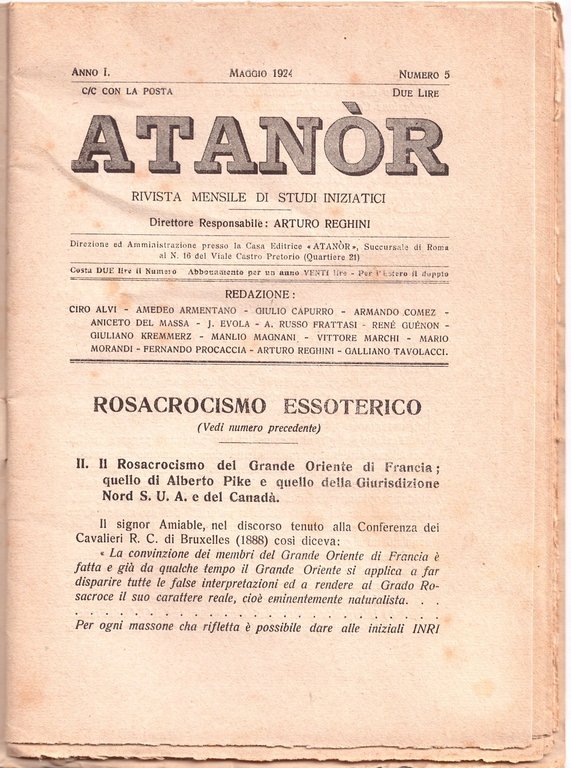 ANNO I. MAGGIO 1924 NUMERO 5
C/C CON LA POSTA DUE LIRE
ATANÒR
RIVISTA MENSILE DI STUDI INIZIATICI
Direttore Responsabile: ARTURO REGHINI
Direzione ed Amministrazione presso la Casa Editrice «ATANÒR», Succursale di Roma
al N. 16 del Viale Castro Pretorio (Quartiere 21)
Costa DUE lire il Numero Abbonamento per un anno VENTI lire - Per l'Estero il doppio
REDAZIONE:
CIRO ALVI - AMEDEO ARMENTANO - GIULIO CAPURRO - ARMANDO COMEZ -
ANICETO DEL MASSA - J. EVOLA - A. RUSSO FRATTASI - RENÉ GUÉNON -
GIULIANO KREMMERZ - MANLIO MAGNANI - VITTORE MARCHI - MARIO
MORANDI - FERNANDO PROCACCIA - ARTURO REGHINI - GALLIANO TAVOLACCI.
ROSACROCISMO ESSOTERICO
(Vedi numero precedente)
II. Il Rosacrocismo del Grande Oriente di Francia;
quello di Alberto Pike e quello della Giurisdizione
Nord S. U. A. e del Canadà.
Il signor Amiable, nel discorso tenuto alla Conferenza dei
Cavalieri R. C. di Bruxelles (1888) così diceva:
« La convinzione dei membri del Grande Oriente di Francia è
fatta e già da qualche tempo il Grande Oriente si applica a far
disparire tutte le false interpretazioni ed a rendere al Grado Ro-
sacroce il suo carattere reale, cioè eminentemente naturalista. . .
. . . . . . . . . . . . . . . . . . . . . . . . . .
Per ogni massone cha rifletta è possibile dare alle iniziali INRI